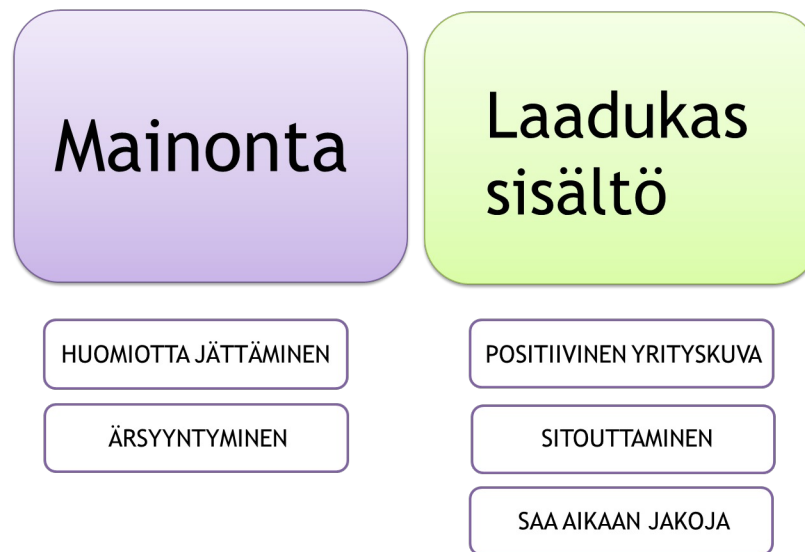 Mainonta
HUOMIOTTA JÄTTÄMINEN
ÄRSYYNTYMINEN
Laadukas
sisältö
POSITIIVINEN YRITYSKUVA
SITOUTTAMINEN
SAA AIKAAN JAKOJA